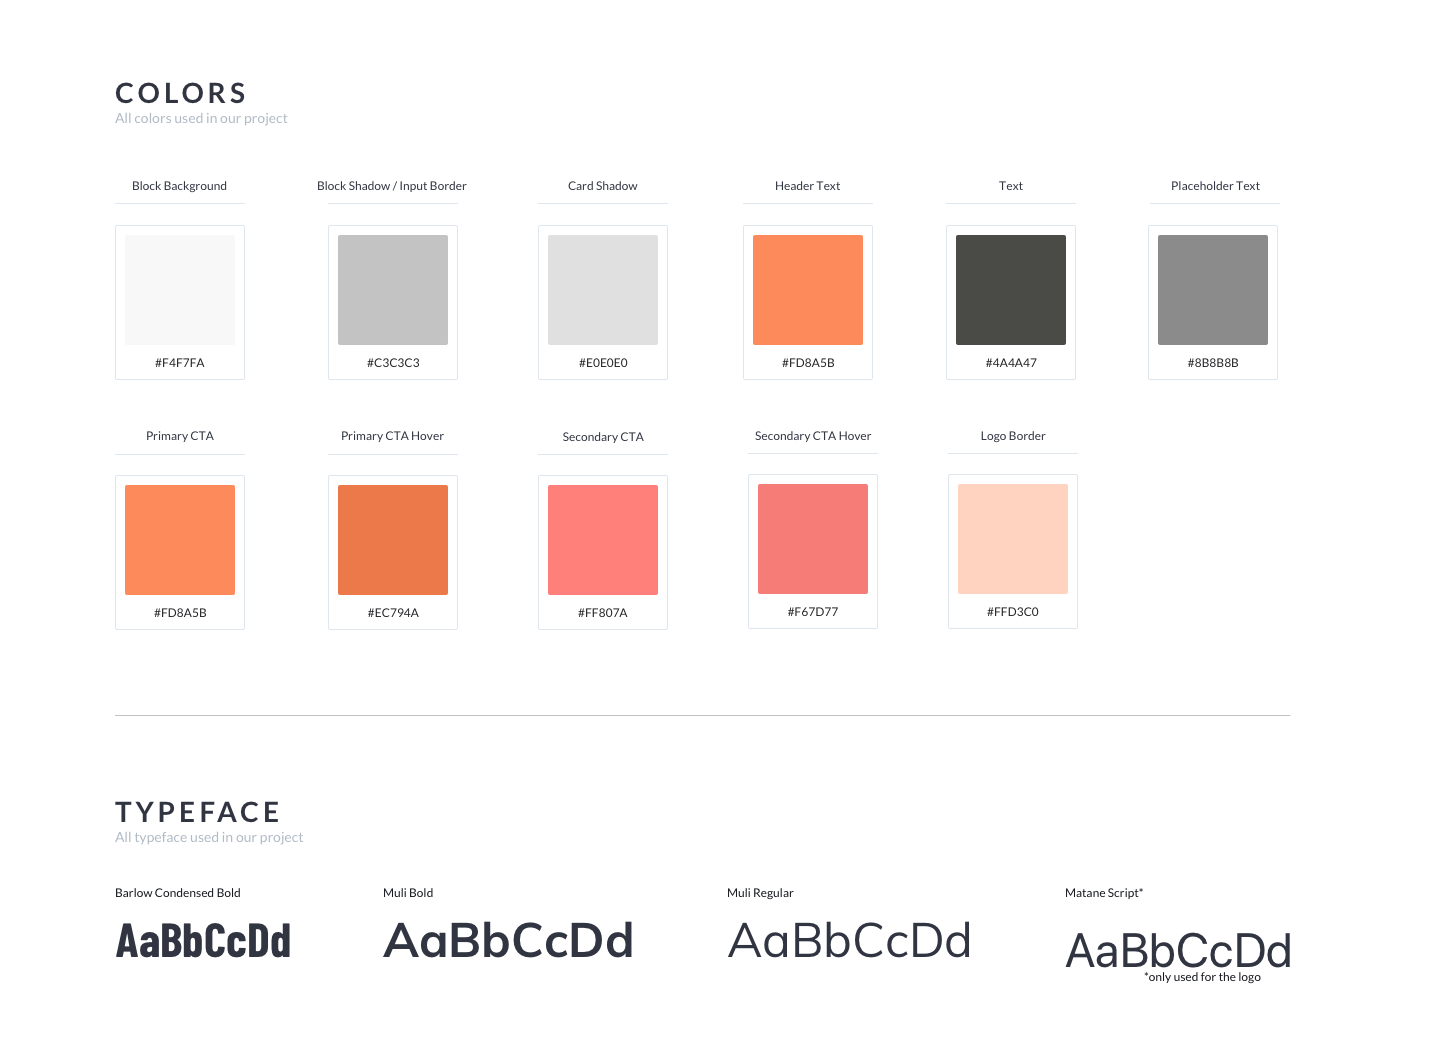 COLORS
All colors used in our project
Block Background
Block Shadow / Input Border
Card Shadow
Header Text
Text
Placeholder Text
#F4F7FA
#C3C3C3
#E0E0E0
#FD8A5B
#4A4A47
#8B8B8B
Primary CTA
Primary CTA Hover
Secondary CTA
Secondary CTA Hover
Logo Border
#FD8A5B
#EC794A
#FF807A
#F67D77
#FFD3C0
TYPEFACE
All typeface used in our project
Barlow Condensed Bold
Muli Bold
Muli Regular
Matane Script*
AaBbCcDd
AaBbCcDd
AaBbCcDd
AaBbCcDd
*only used for the logo